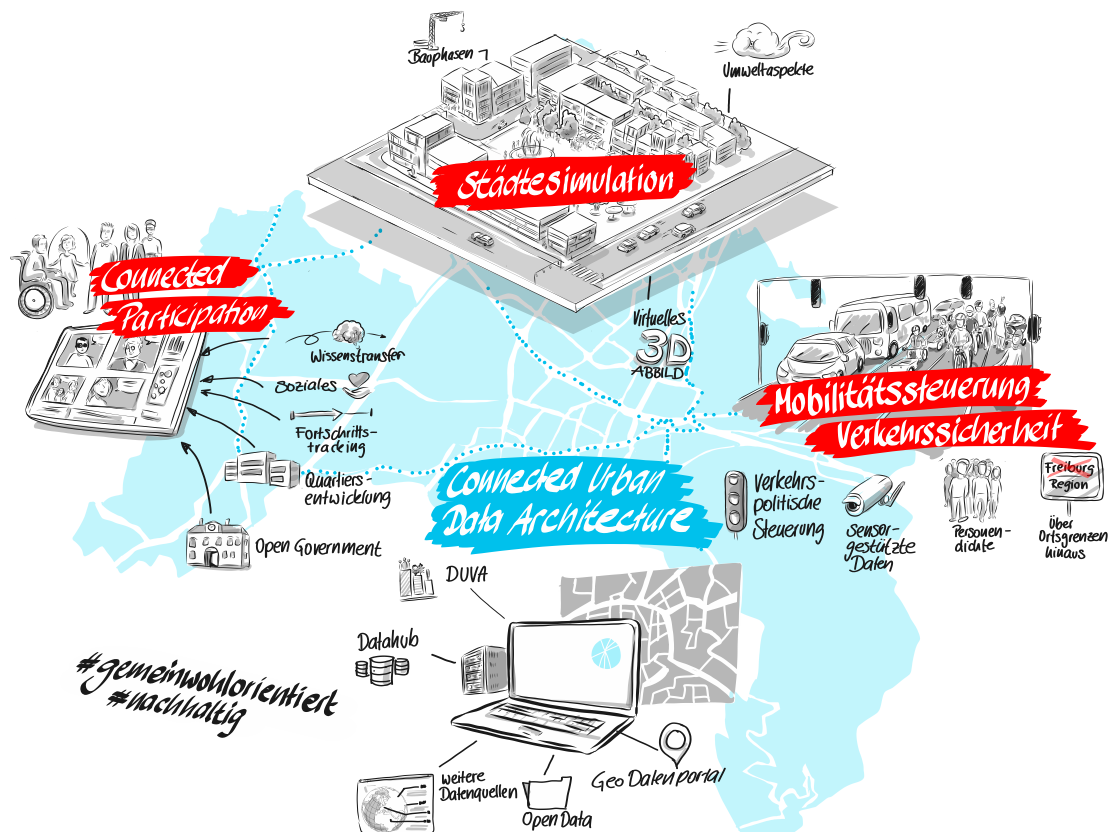 Bauphasen
Umweltaspekte
Städtesimulation
Connected
Participation
Wissenstransfer
Soziales
Fortschritts-
tracking
Quartiers-
entwicklung
Open Government
Virtuelles
3D
ABBILD
Mobilitätssteuerung
Verkehrssicherheit
Verkehrs-
politische
Steuerung
Sensor-
gestützte
Daten
Personen-
dichte
Freiburg
Region
Über
Ortsgrenzen
hinaus
Connected Urban
Data Architecture
DUVA
Datahub
weitere
Datenquellen
Open Data
Geo Datenportal
#gemeinwohlorientiert
#nachhaltig